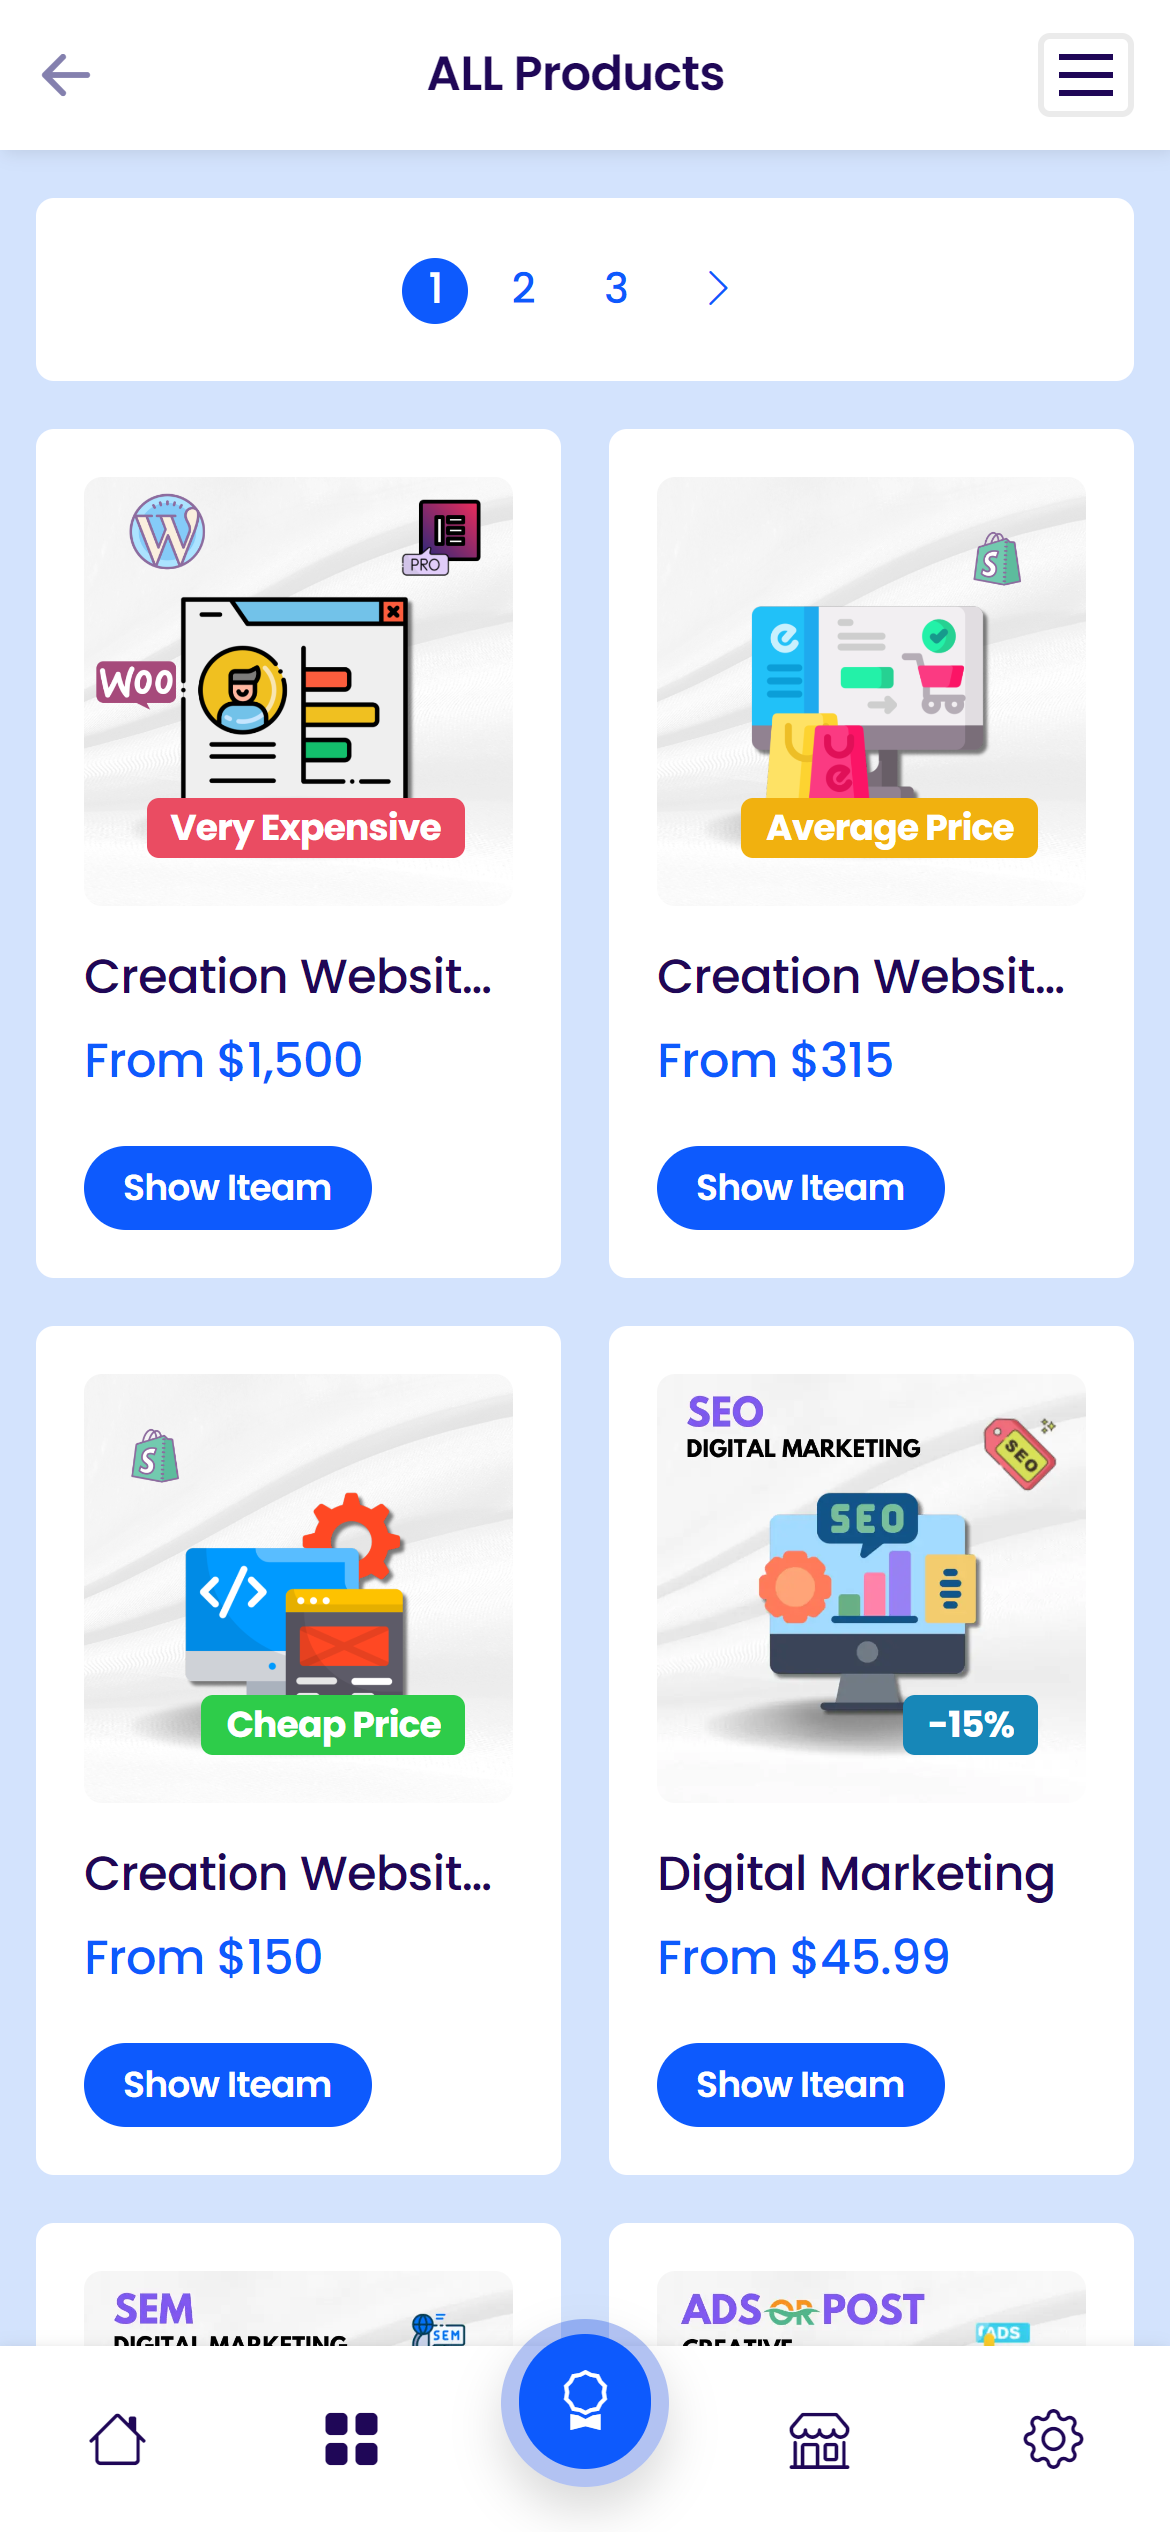 ALL Products
1 2 3
PRO
WOO
Very Expensive
Creation Websit...
From $1,500
Show Iteam
Average Price
Creation Websit...
From $315
Show Iteam
Cheap Price
Creation Websit...
From $150
Show Iteam
SEO
DIGITAL MARKETING
SEO
SEO
-15%
Digital Marketing
From $45.99
Show Iteam
SEM
DIGITAL MARKETING
SEM
ADS OR POST
CREATIVE
ADS